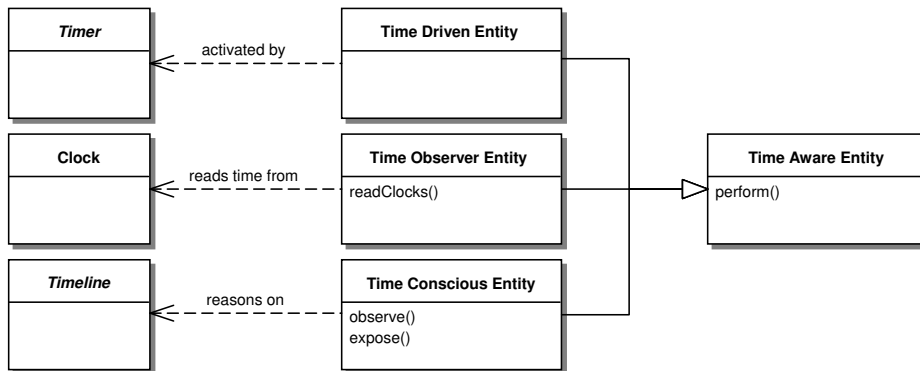 Timer
activated by
Time Driven Entity
Clock
reads time from
Time Observer Entity
readClocks()
Time Aware Entity
perform()
Timeline
reasons on
Time Conscious Entity
observe()
expose()